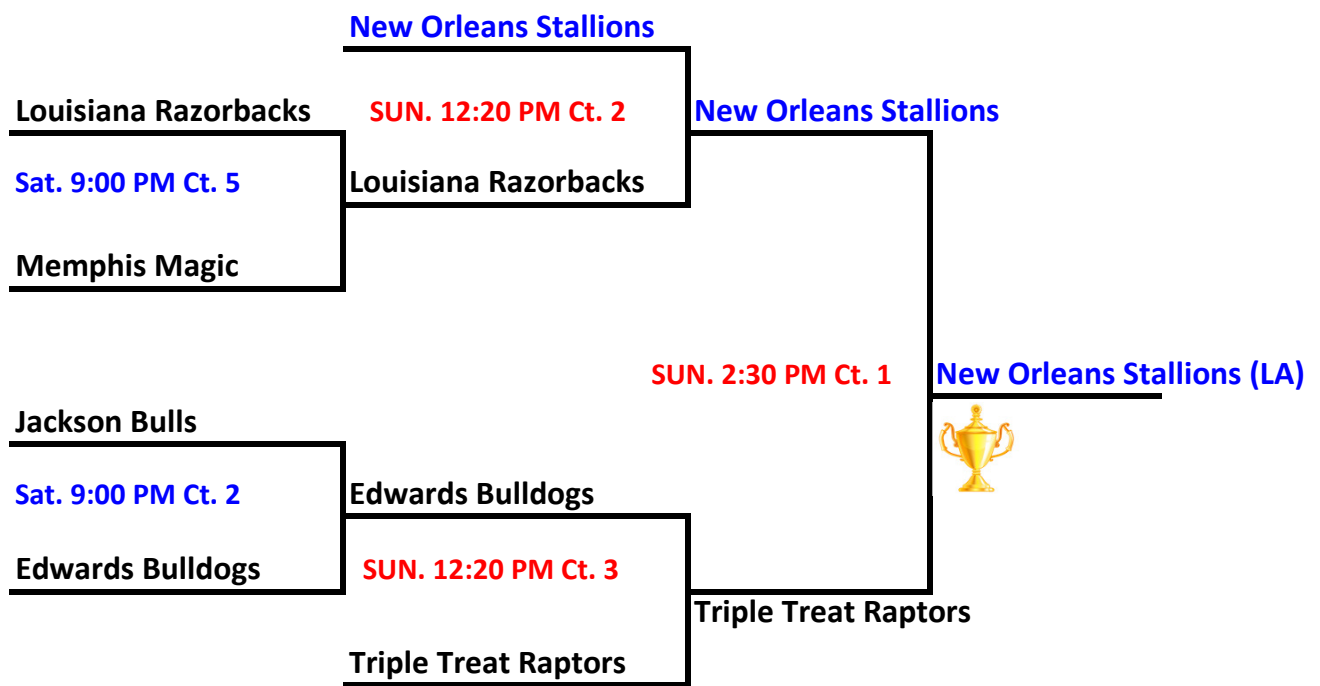 New Orleans Stallions
Louisiana Razorbacks
SUN. 12:20 PM Ct. 2
New Orleans Stallions
Sat. 9:00 PM Ct. 5
Louisiana Razorbacks
Memphis Magic
SUN. 2:30 PM Ct. 1
New Orleans Stallions (LA)
Jackson Bulls
Sat. 9:00 PM Ct. 2
Edwards Bulldogs
Edwards Bulldogs
SUN. 12:20 PM Ct. 3
Triple Treat Raptors
Triple Treat Raptors